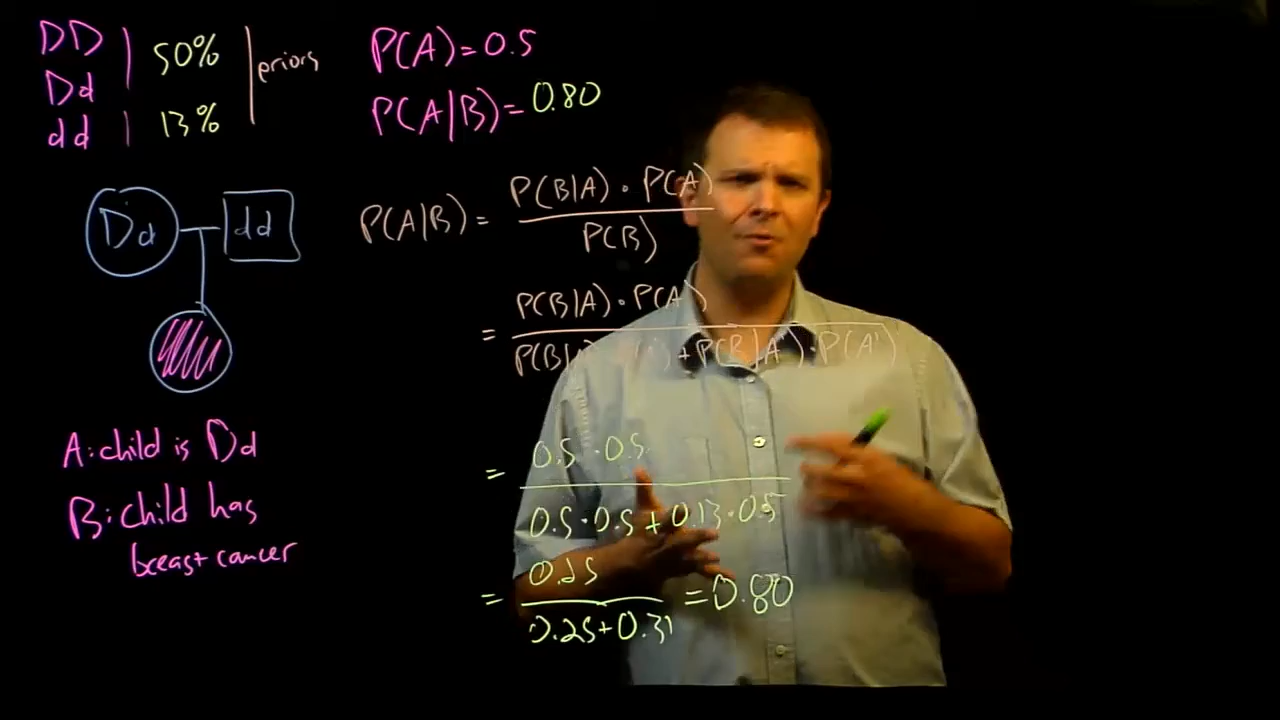 DD
Dd
dd
50%
13%
priors
P(A)=0.5
P(A|B)=0.80
Dd
dd
A: child is Dd
B: child has
breast cancer
P(A|B) = P(B|A) · P(A)
P(B)
= P(B|A) · P(A)
P(B|A) + P(B|A') · P(A')
= 0.5 · 0.5
0.5 · 0.5 + 0.13 · 0.5
= 0.25
0.25 + 0.31
= 0.80